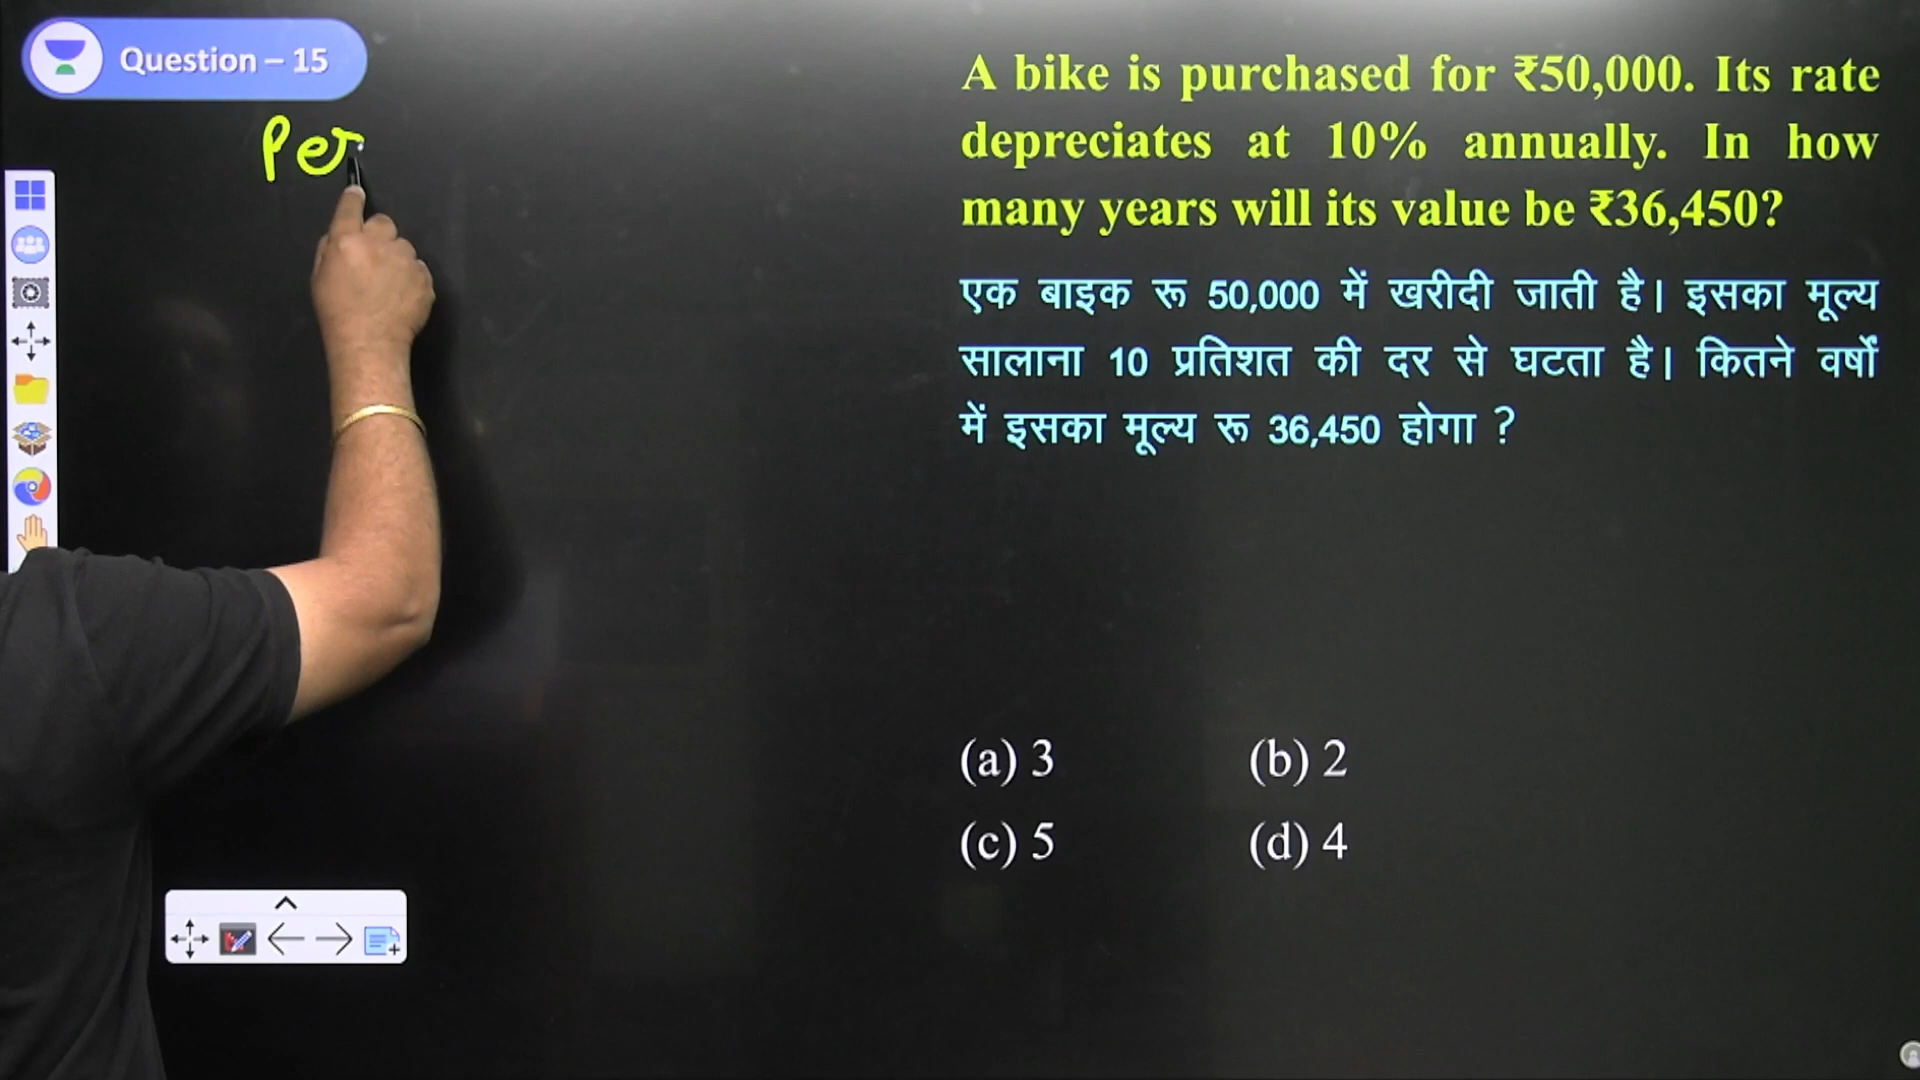 Question – 15
Per
A bike is purchased for ₹50,000. Its rate
depreciates at 10% annually. In how
many years will its value be ₹36,450?
एक बाइक रू 50,000 में खरीदी जाती है। इसका मूल्य
सालाना 10 प्रतिशत की दर से घटता है। कितने वर्षों
में इसका मूल्य रू 36,450 होगा ?
(a) 3 (b) 2
(c) 5 (d) 4